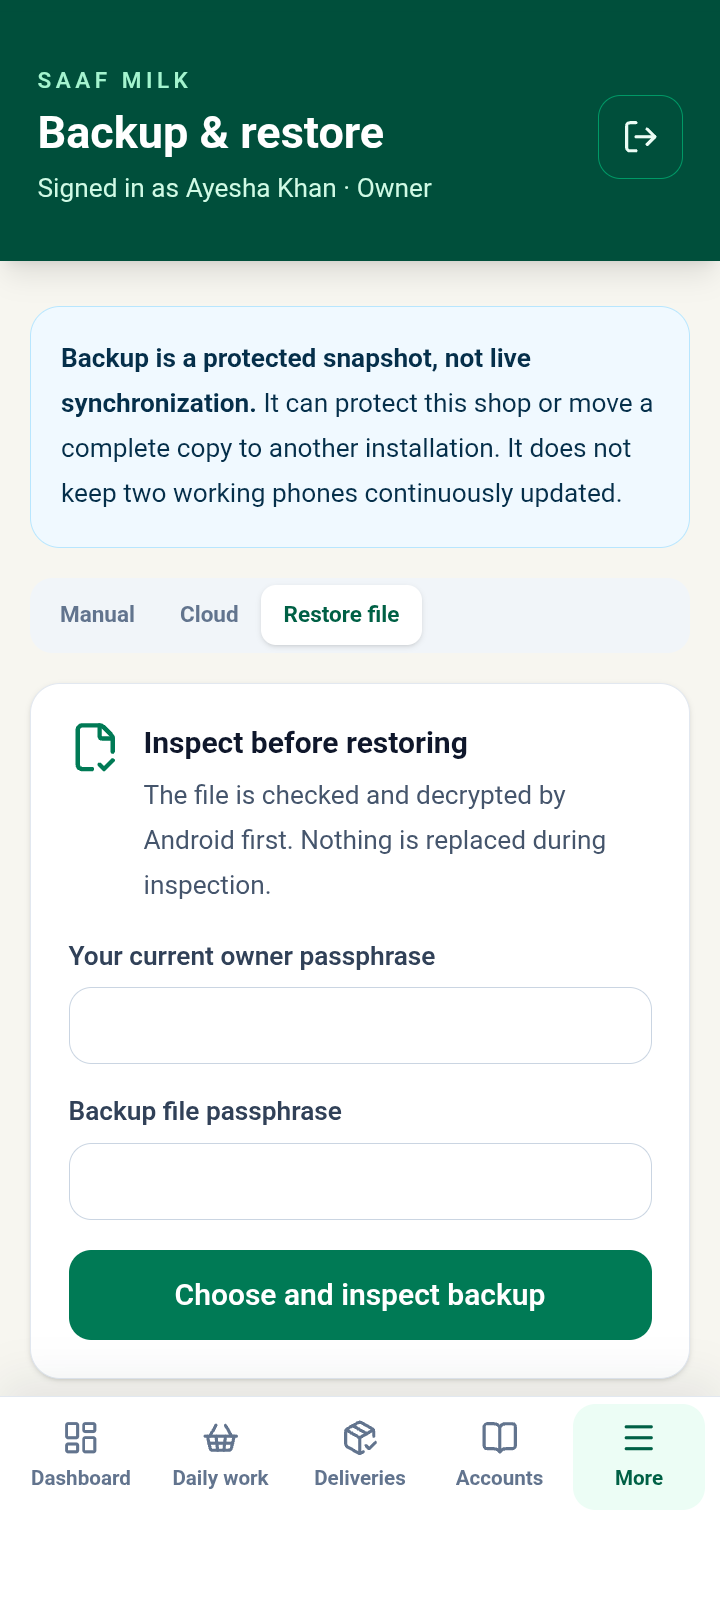 SAAF MILK
Backup & restore
Signed in as Ayesha Khan · Owner
Backup is a protected snapshot, not live
synchronization. It can protect this shop or move a
complete copy to another installation. It does not
keep two working phones continuously updated.
Manual
Cloud
Restore file
Inspect before restoring
The file is checked and decrypted by
Android first. Nothing is replaced during
inspection.
Your current owner passphrase
Backup file passphrase
Choose and inspect backup
Dashboard
Daily work
Deliveries
Accounts
More